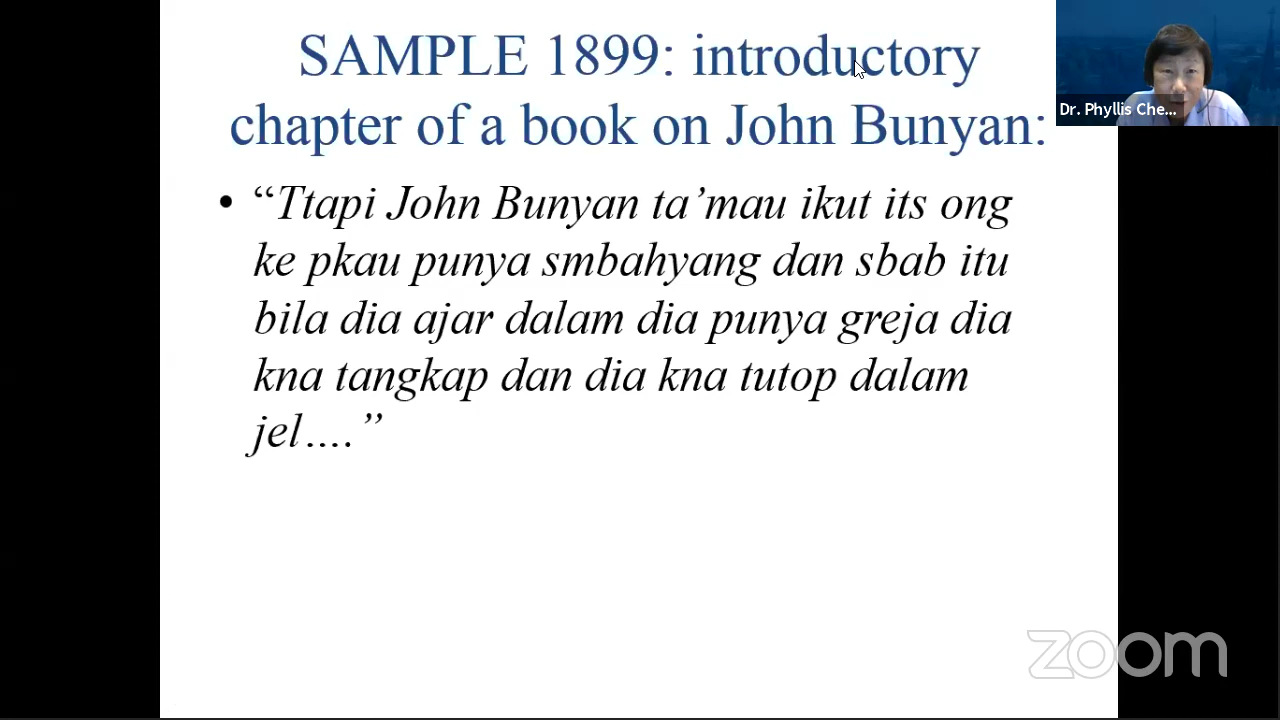 SAMPLE 1899: introductory
chapter of a book on John Bunyan:
• “Ttapi John Bunyan ta’mau ikut its ong
ke pkau punya smbahyang dan sbab itu
bila dia ajar dalam dia punya greja dia
kna tangkap dan dia kna tutop dalam
jel….”
Dr. Phyllis Che...
zoom